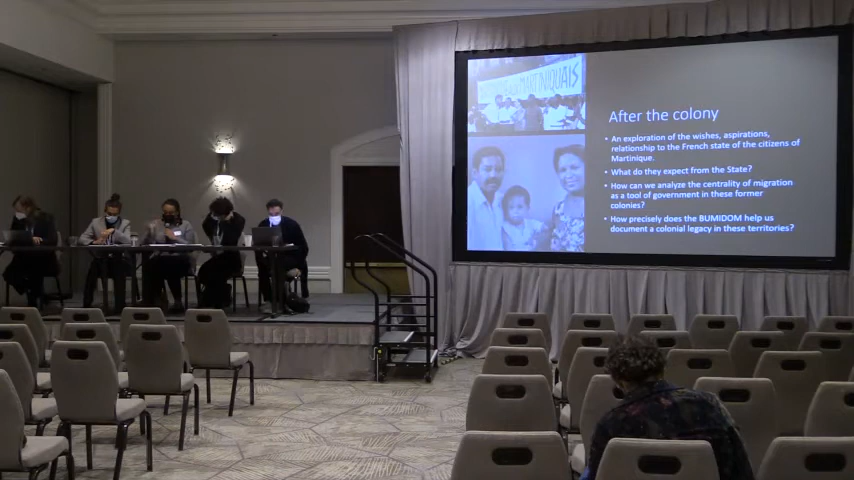 MARTINIQUAIS
After the colony
• An exploration of the wishes, aspirations,
relationship to the French state of the citizens of
Martinique.
• What do they expect from the State?
• How can we analyze the centrality of migration
as a tool of government in these former
colonies?
• How precisely does the BUMIDOM help us
document a colonial legacy in these territories?